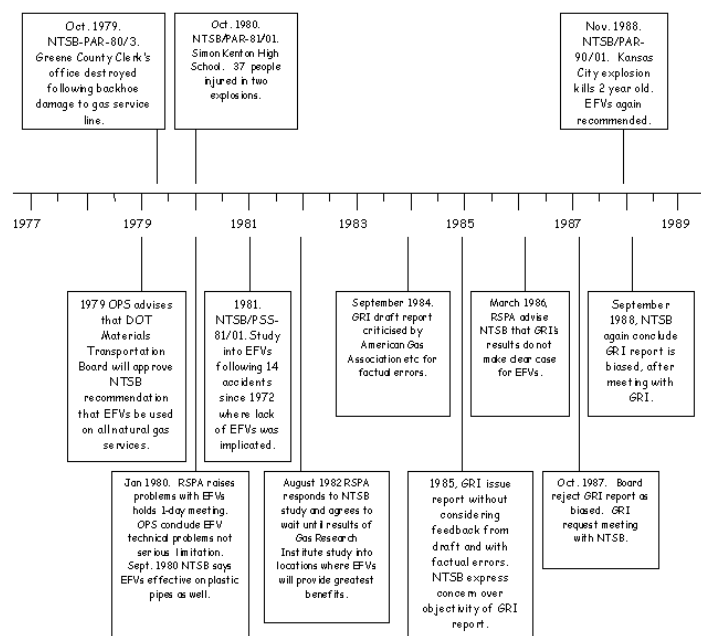 Oct. 1979.
NTSB-PAR-80/3.
Greene County Clerk's
office destroyed
following backhoe
damage to gas service
line.
Oct. 1980.
NTSB/PAR-81/01.
Simon Kenton High
School. 37 people
injured in two
explosions.
Nov. 1988.
NTSB/PAR-
90/01. Kansas
City explosion
kills 2 year old.
EFVs again
recommended.
1977
1979
1981
1983
1985
1987
1989
1979 OPS advises
that DOT
Materials
Transportation
Board will approve
NTSB
recommendation
that EFVs be used
on all natural gas
services.
1981.
NTSB/PSS-
81/01. Study
into EFVs
following 14
accidents
since 1972
where lack
of EFVs was
implicated.
September 1984.
GRI draft report
criticised by
American Gas
Association etc for
factual errors.
March 1986,
RSPA advise
NTSB that GRI's
results do not
make clear case
for EFVs.
September
1988, NTSB
again conclude
GRI report is
biased, after
meeting with
GRI.
Jan 1980. RSPA raises
problems with EFVs
holds 1-day meeting.
OPS conclude EFV
technical problems not
serious limitation.
Sept. 1980 NTSB says
EFVs effective on plastic
pipes as well.
August 1982 RSPA
responds to NTSB
study and agrees to
wait until results of
Gas Research
Institute study into
locations where EFVs
will provide greatest
benefits.
1985, GRI issue
report without
considering
feedback from
draft and with
factual errors.
NTSB express
concern over
objectivity of GRI
report.
Oct. 1987. Board
reject GRI report as
biased. GRI
request meeting
with NTSB.